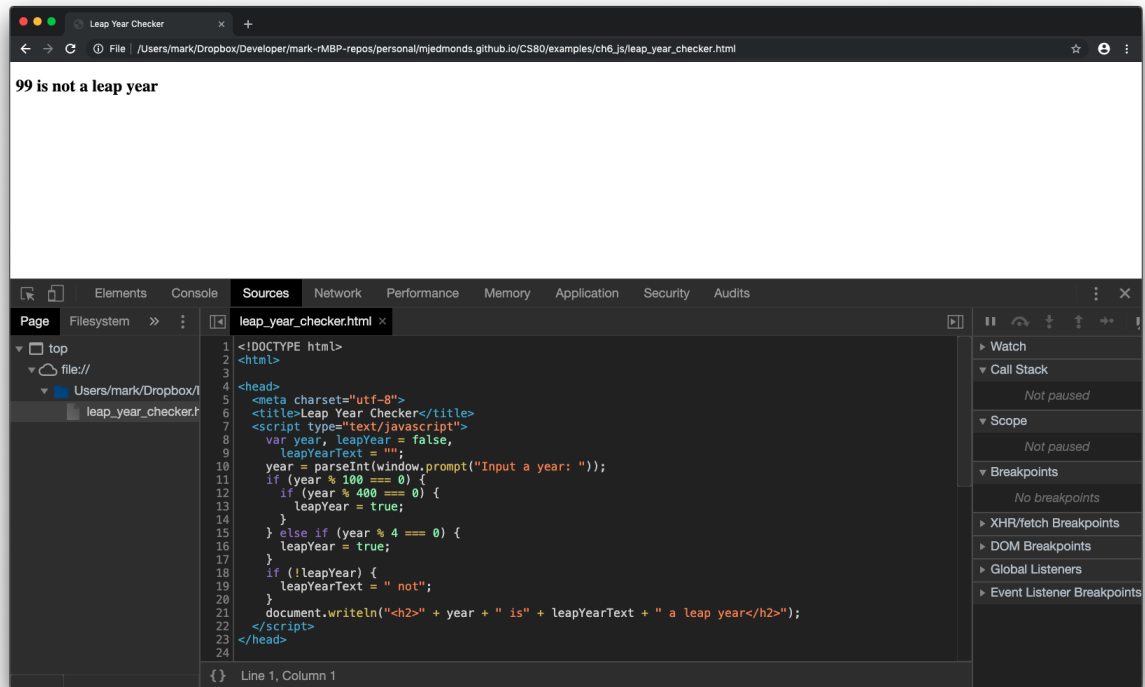 Leap Year Checker
File | /Users/mark/Dropbox/Developer/mark-rMBP-repos/personal/mjedmonds.github.io/CS80/examples/ch6_js/leap_year_checker.html
99 is not a leap year
Elements Console Sources Network Performance Memory Application Security Audits
Page Filesystem » leap_year_checker.html ×
top
file://
Users/mark/Dropbox/
leap_year_checker.h
1 <!DOCTYPE html>
2 <html>
3
4 <head>
5   <meta charset="utf-8">
6   <title>Leap Year Checker</title>
7   <script type="text/javascript">
8     var year, leapYear = false,
9       leapYearText = "";
10     year = parseInt(window.prompt("Input a year: "));
11     if (year % 100 === 0) {
12       if (year % 400 === 0) {
13         leapYear = true;
14       }
15     } else if (year % 4 === 0) {
16       leapYear = true;
17     }
18     if (!leapYear) {
19       leapYearText = " not";
20     }
21     document.writeln("<h2>" + year + " is" + leapYearText + " a leap year</h2>");
22   </script>
23 </head>
24
Watch
Call Stack
Not paused
Scope
Not paused
Breakpoints
No breakpoints
XHR/fetch Breakpoints
DOM Breakpoints
Global Listeners
Event Listener Breakpoints
{} Line 1, Column 1